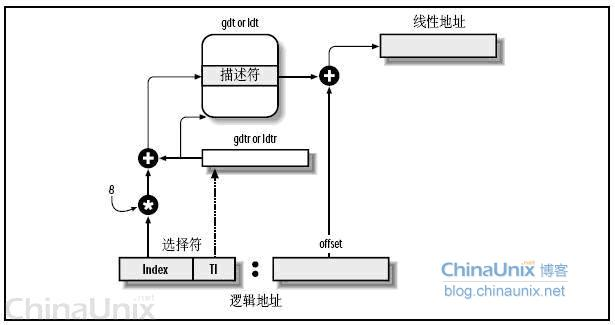 gdt or ldt
线性地址
描述符
gdtr or ldtr
8
选择符
offset
Index
TI
:
逻辑地址
ChinaUnix.net 博客
blog.chinaunix.net
ChinaUnix.net